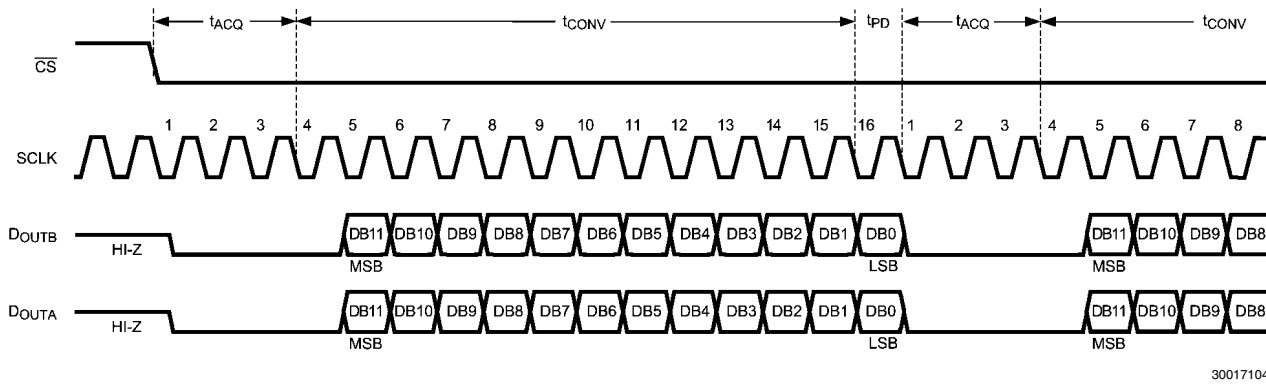 tACQ tCONV tPD tACQ tCONV
CS
1 2 3 4 5 6 7 8 9 10 11 12 13 14 15 16 1 2 3 4 5 6 7 8
SCLK
DOUTB HI-Z DB11 DB10 DB9 DB8 DB7 DB6 DB5 DB4 DB3 DB2 DB1 DB0 DB11 DB10 DB9 DB8
MSB LSB MSB
DOUTA HI-Z DB11 DB10 DB9 DB8 DB7 DB6 DB5 DB4 DB3 DB2 DB1 DB0 DB11 DB10 DB9 DB8
MSB LSB MSB
30017104